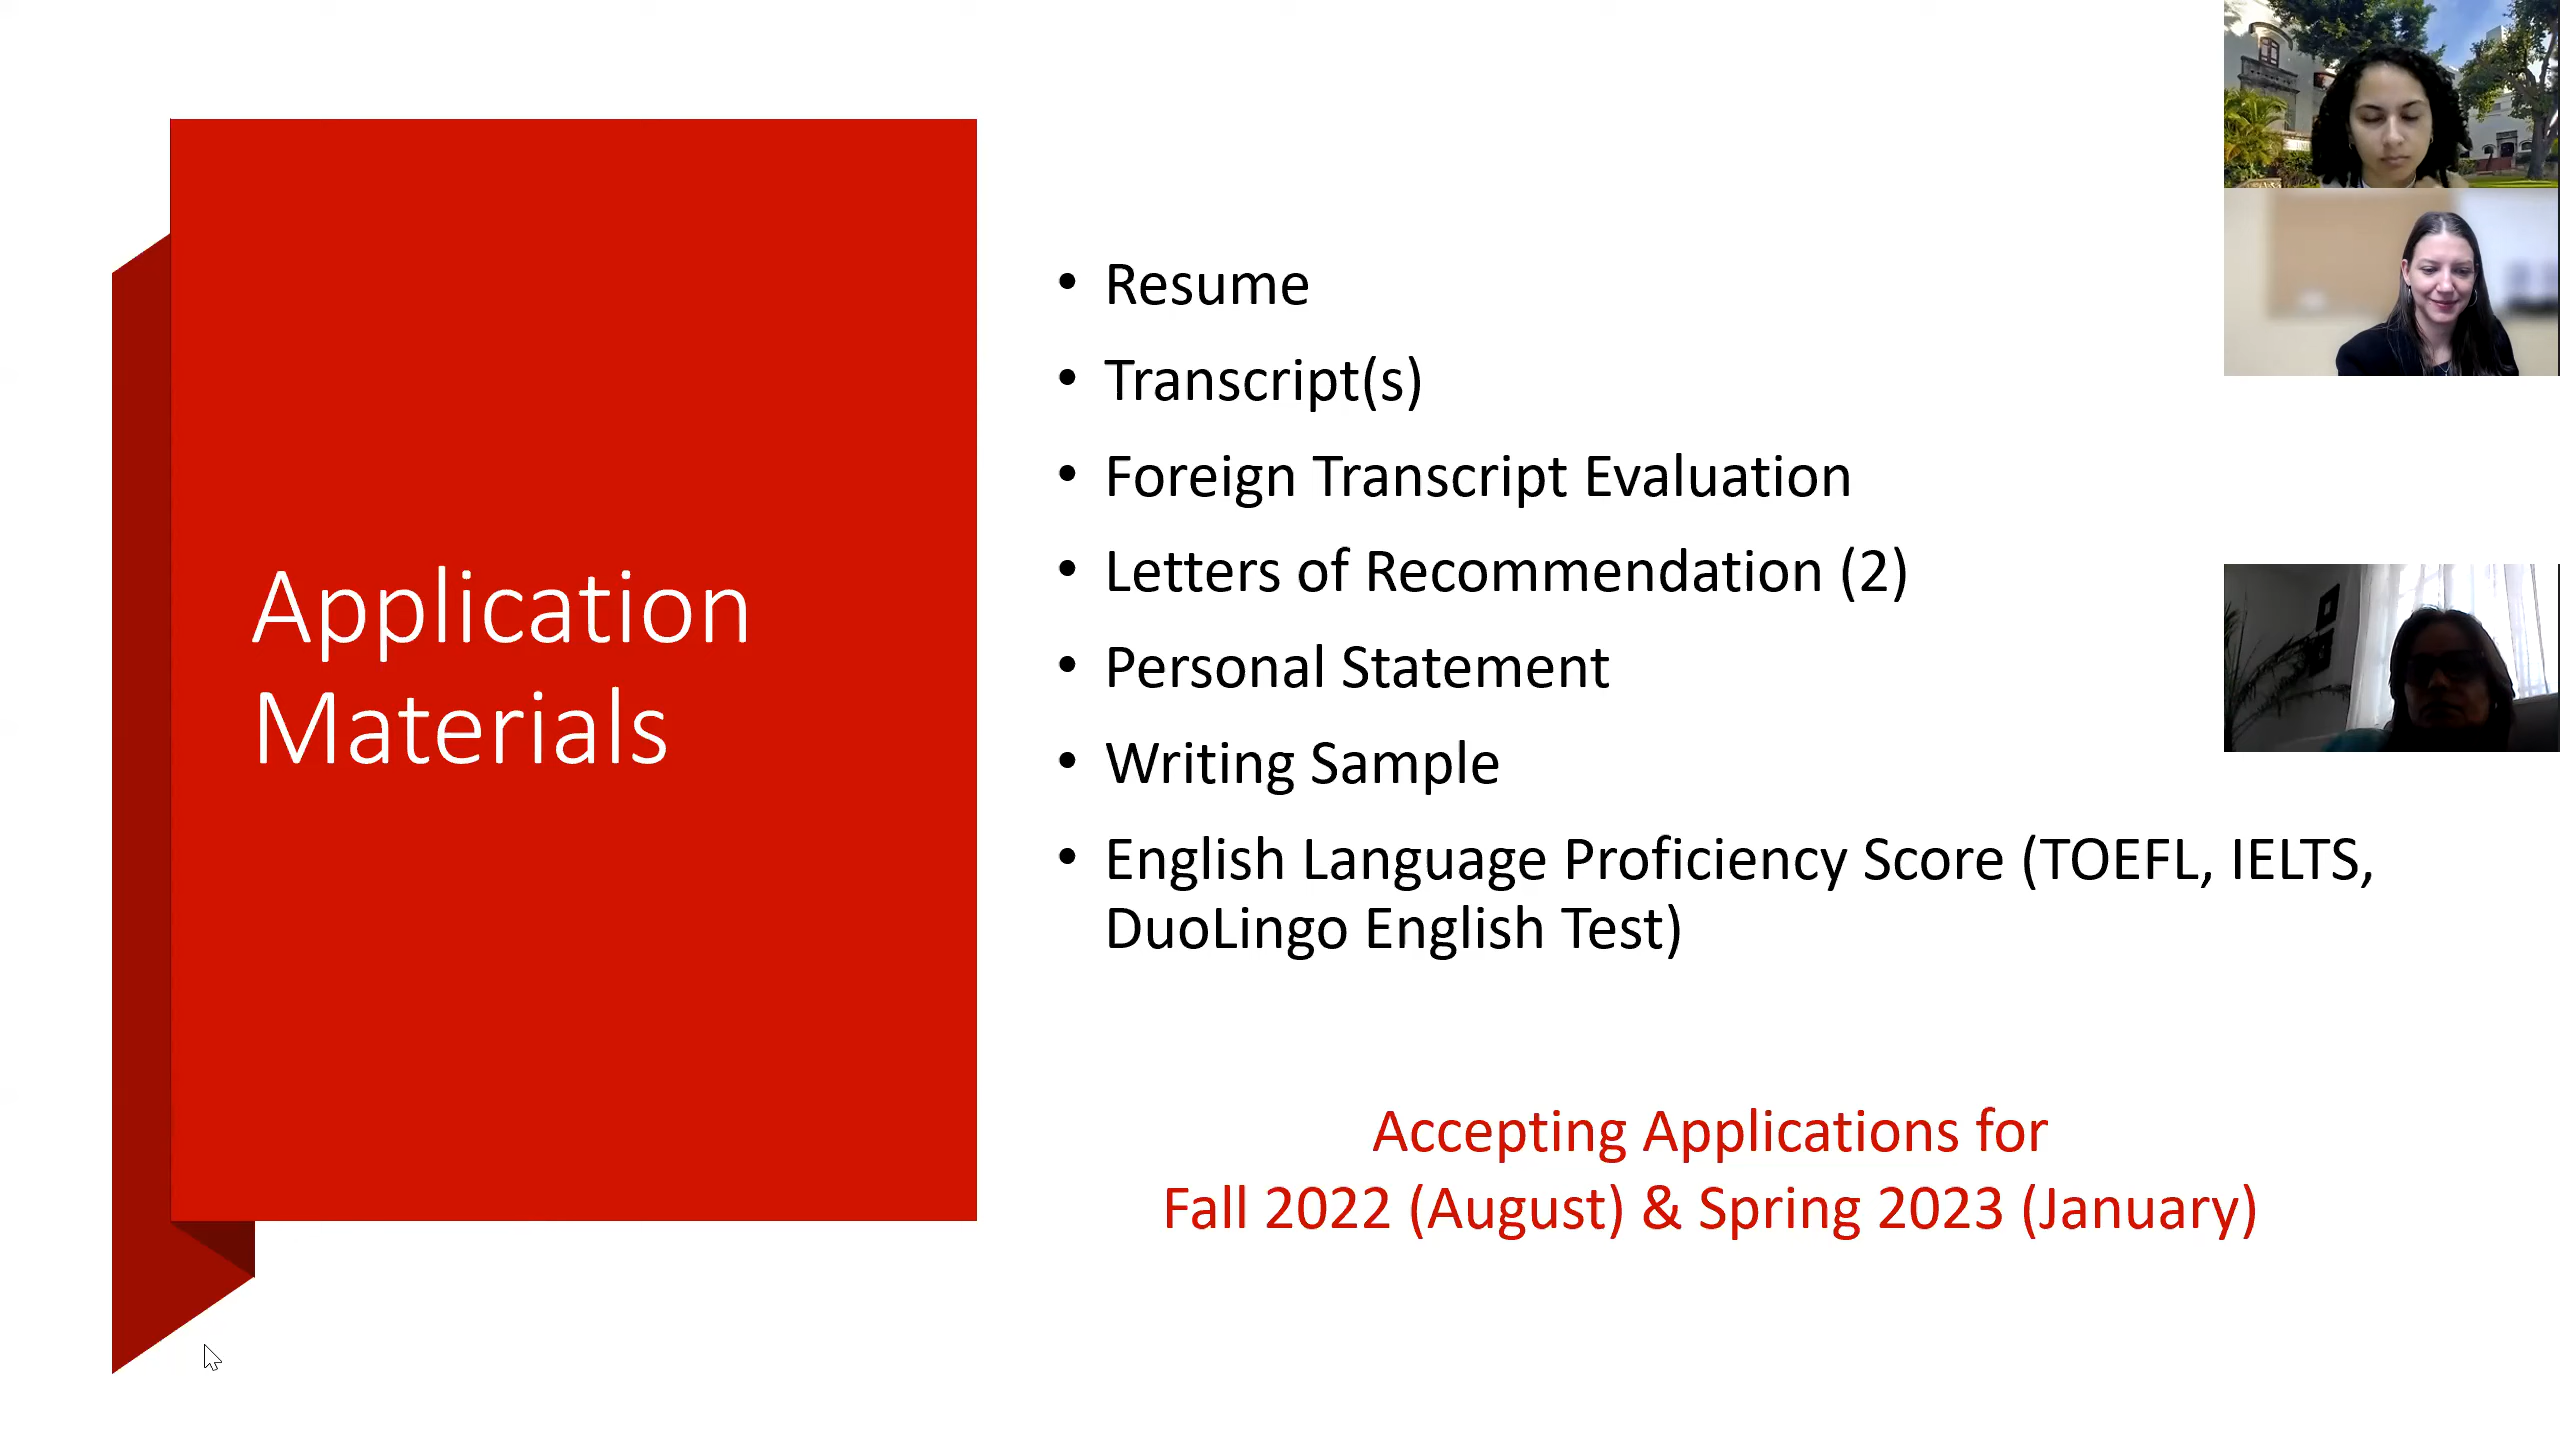 Application
Materials
• Resume
• Transcript(s)
• Foreign Transcript Evaluation
• Letters of Recommendation (2)
• Personal Statement
• Writing Sample
• English Language Proficiency Score (TOEFL, IELTS,
DuoLingo English Test)
Accepting Applications for
Fall 2022 (August) & Spring 2023 (January)